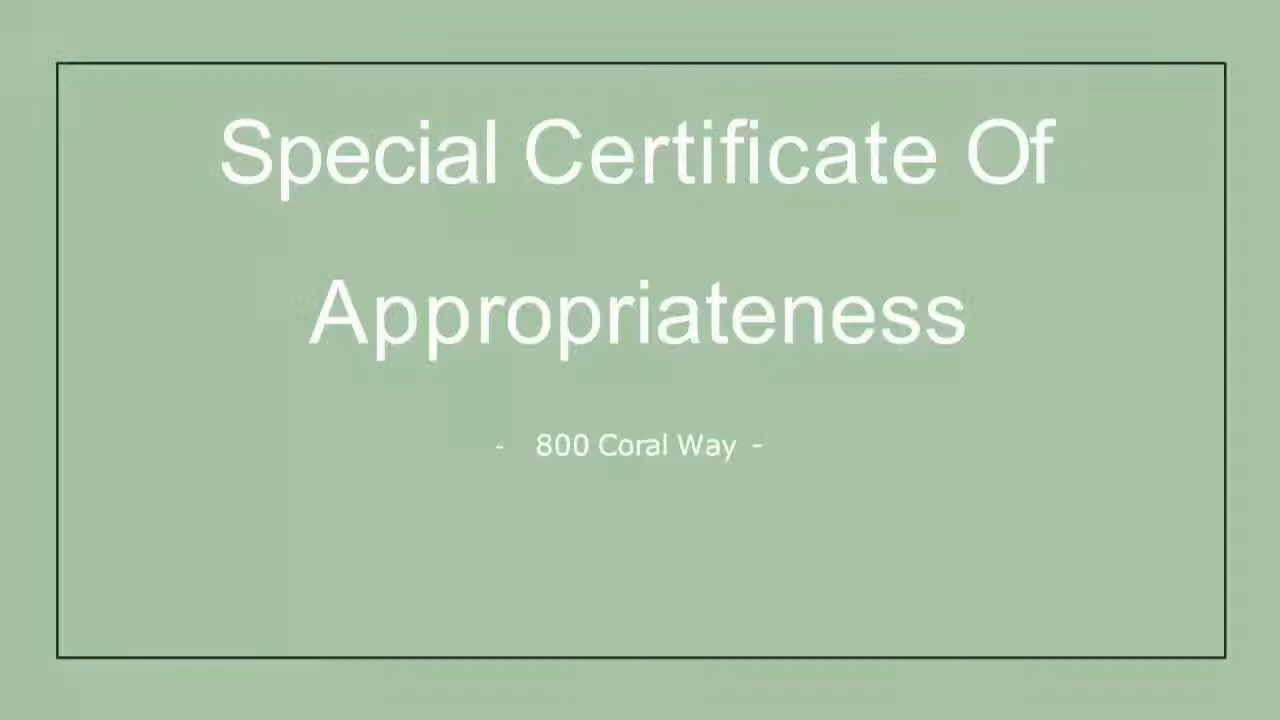 Special Certificate Of
Appropriateness
- 800 Coral Way -